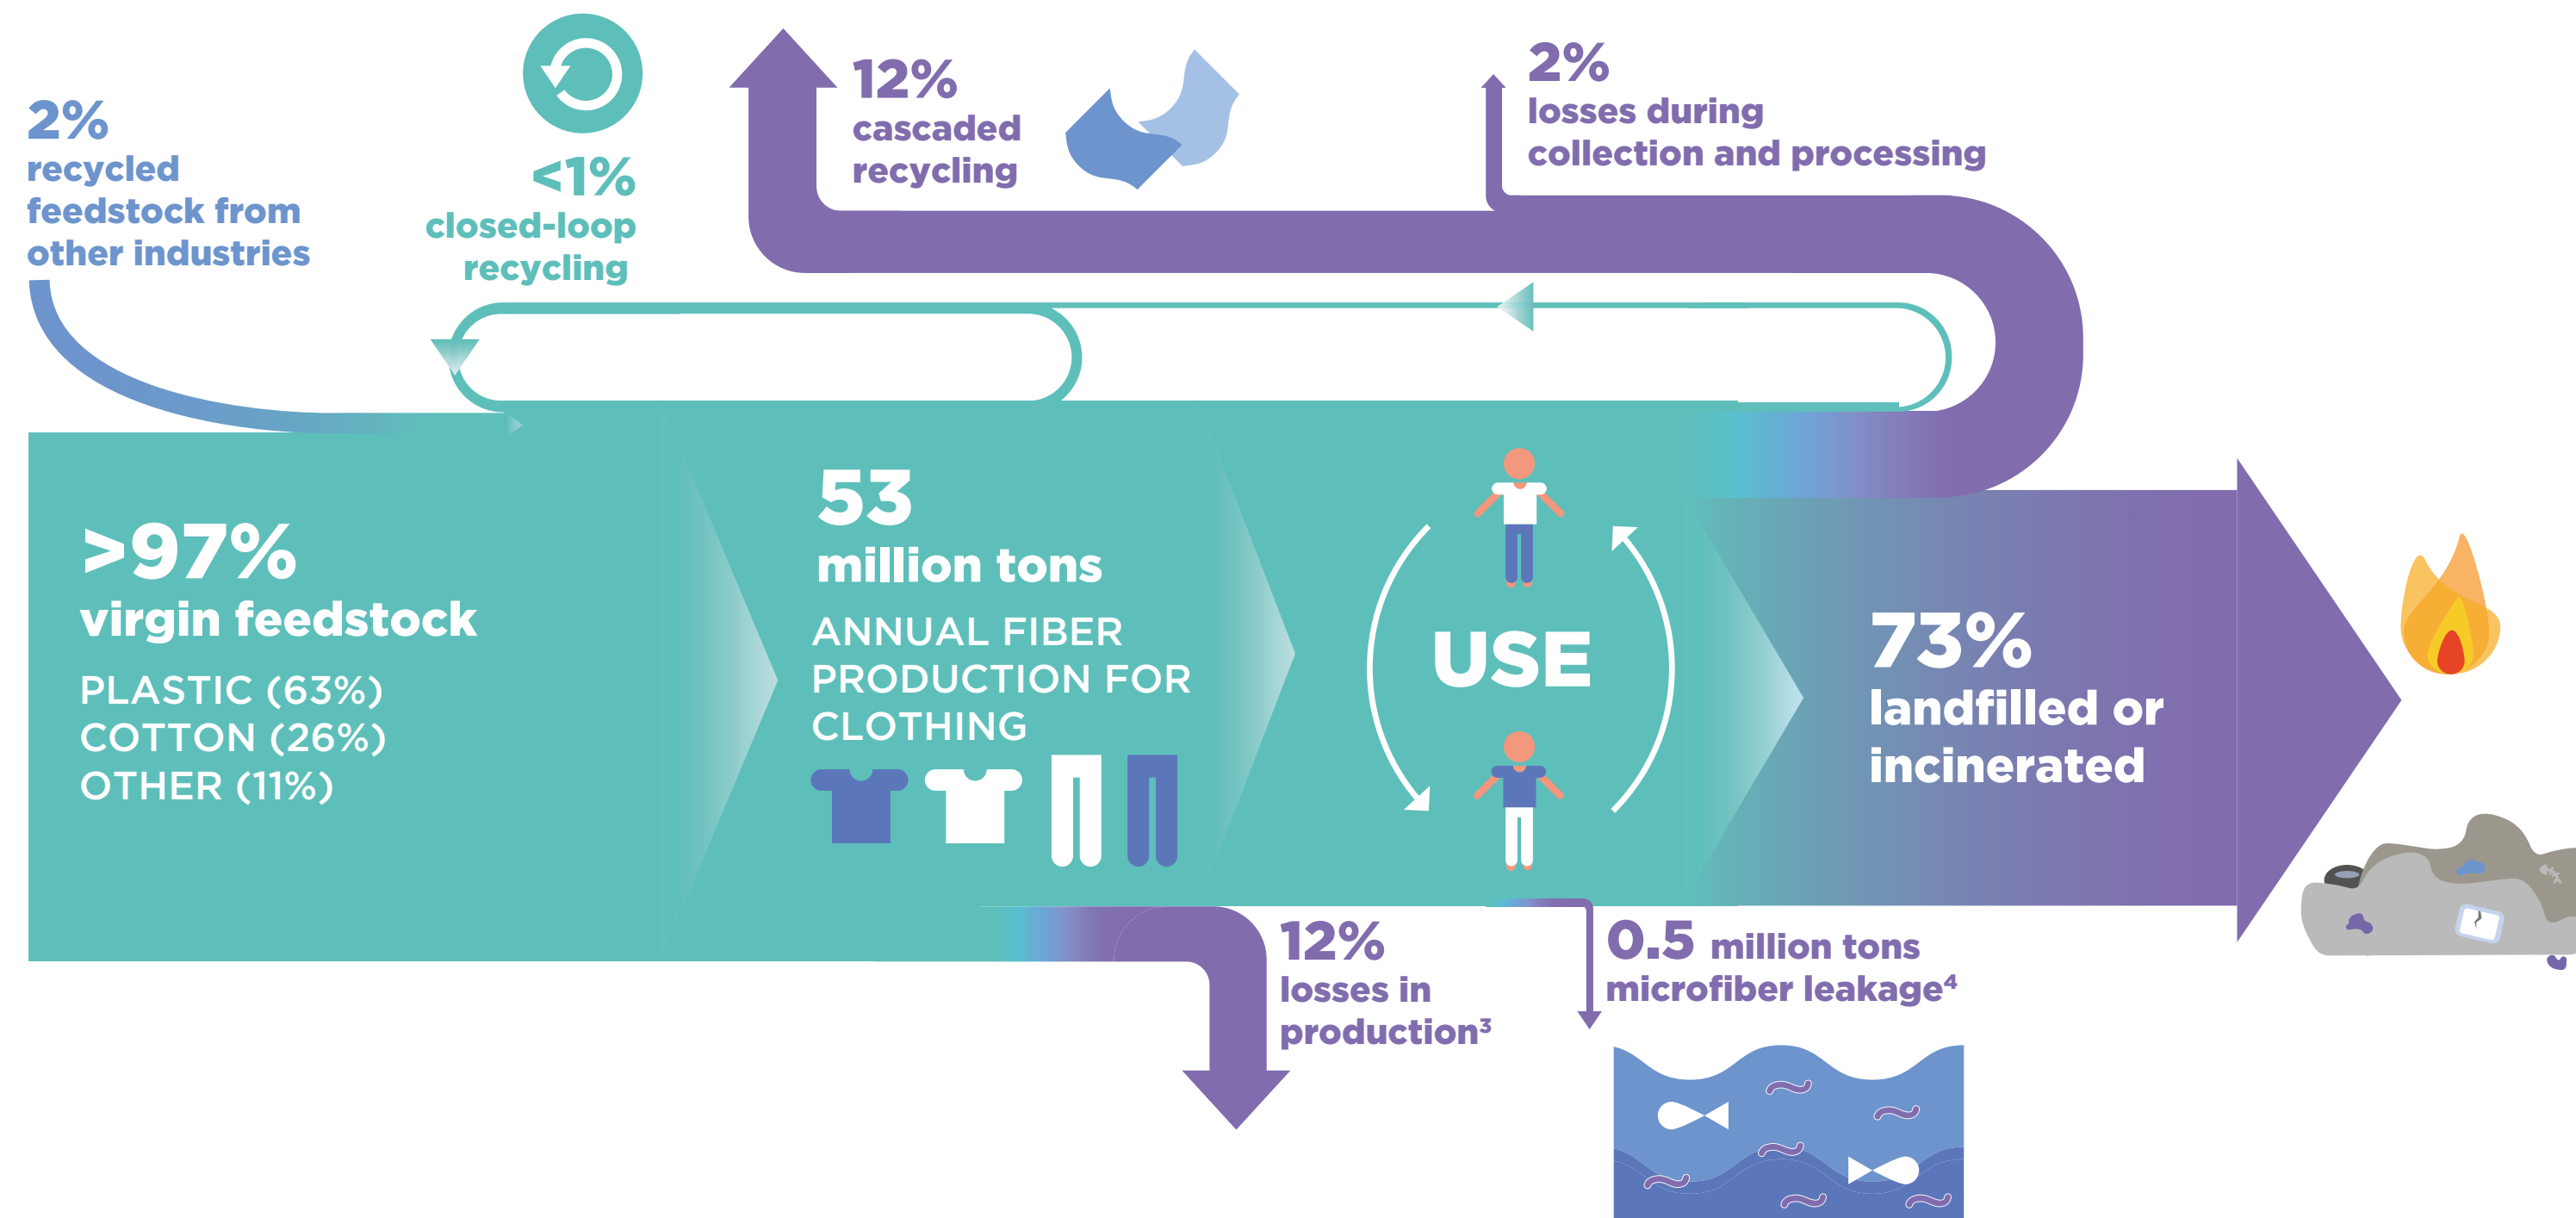 2%
recycled
feedstock from
other industries
<1%
closed-loop
recycling
12%
cascaded
recycling
2%
losses during
collection and processing
>97%
virgin feedstock
PLASTIC (63%)
COTTON (26%)
OTHER (11%)
53
million tons
ANNUAL FIBER
PRODUCTION FOR
CLOTHING
USE
73%
landfilled or
incinerated
12%
losses in
production³
0.5 million tons
microfiber leakage⁴